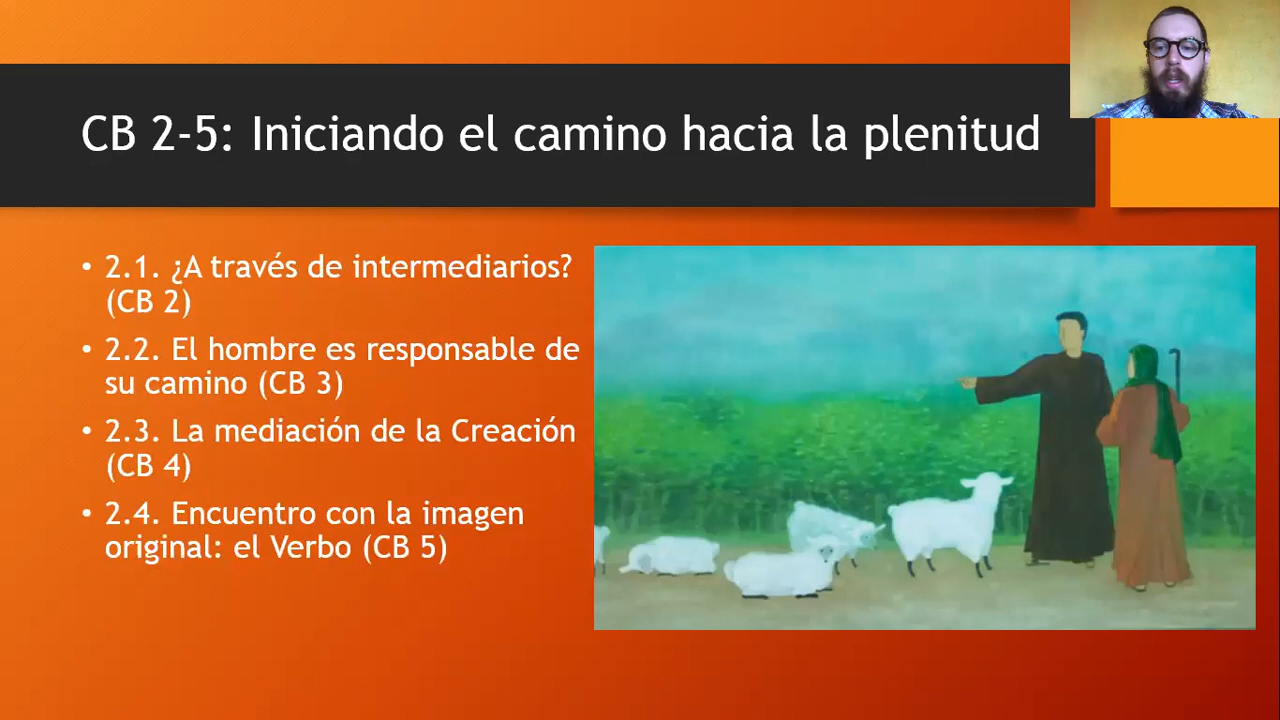 CB 2-5: Iniciando el camino hacia la plenitud
• 2.1. ¿A través de intermediarios?
(CB 2)
• 2.2. El hombre es responsable de
su camino (CB 3)
• 2.3. La mediación de la Creación
(CB 4)
• 2.4. Encuentro con la imagen
original: el Verbo (CB 5)